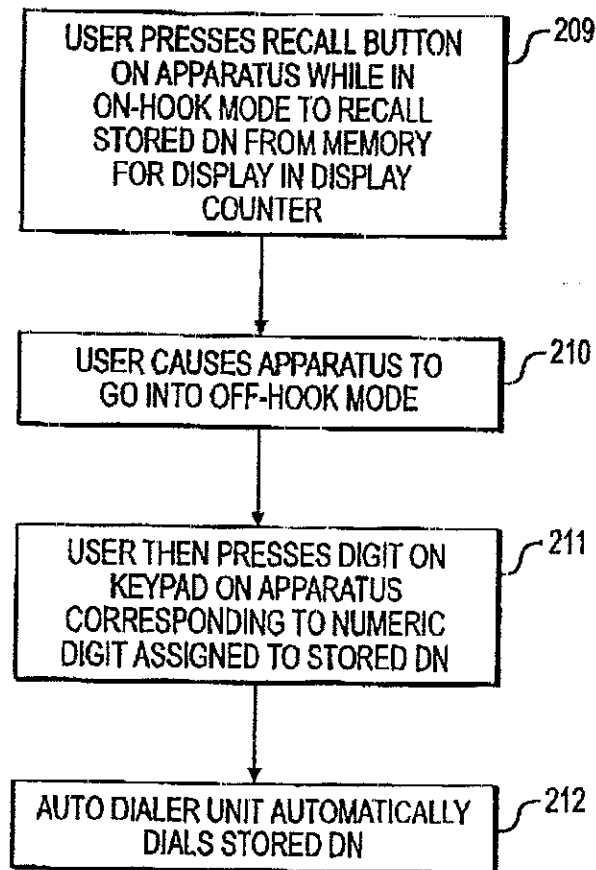 USER PRESSES RECALL BUTTON
ON APPARATUS WHILE IN
ON-HOOK MODE TO RECALL
STORED DN FROM MEMORY
FOR DISPLAY IN DISPLAY
COUNTER
209
USER CAUSES APPARATUS TO
GO INTO OFF-HOOK MODE
210
USER THEN PRESSES DIGIT ON
KEYPAD ON APPARATUS
CORRESPONDING TO NUMERIC
DIGIT ASSIGNED TO STORED DN
211
AUTO DIALER UNIT AUTOMATICALLY
DIALS STORED DN
212